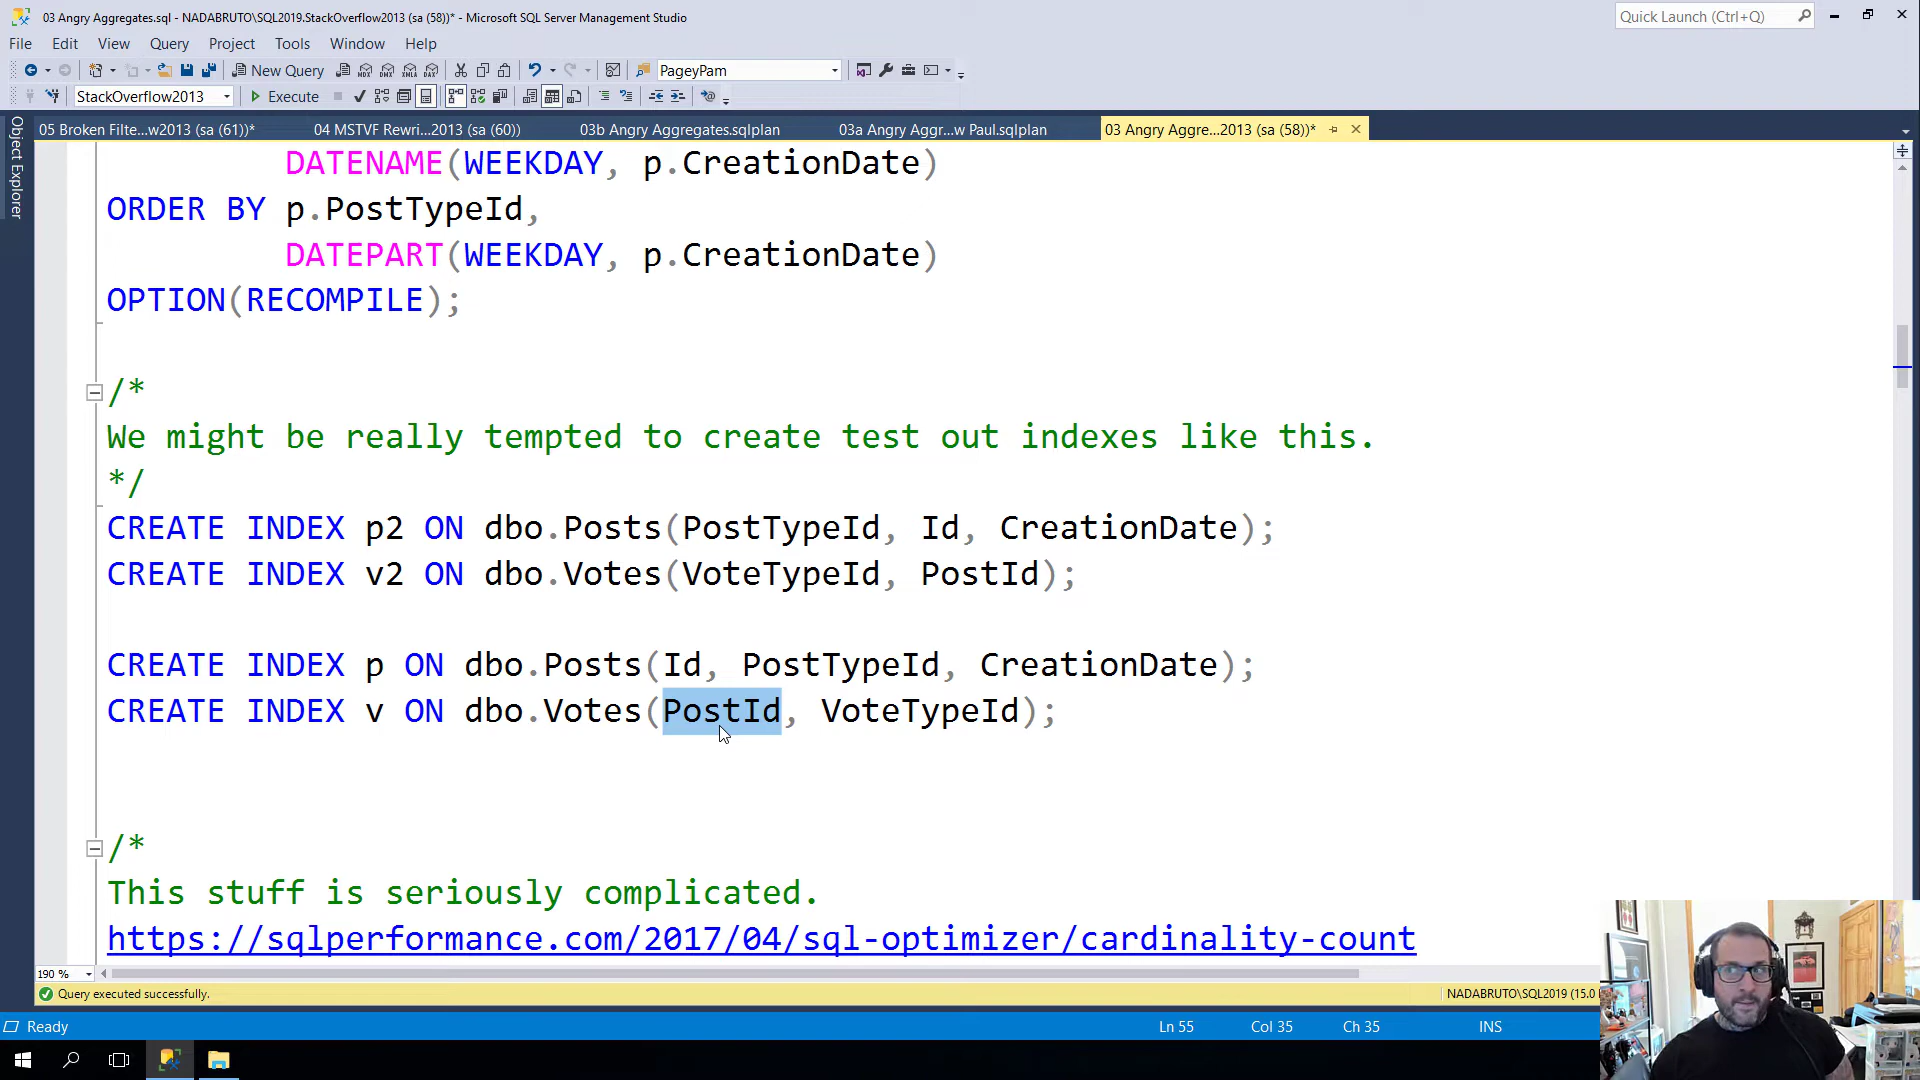 03 Angry Aggregates.sql - NADABRUTO\SQL2019.StackOverflow2013 (sa (58))* - Microsoft SQL Server Management Studio
Quick Launch (Ctrl+Q)
File Edit View Query Project Tools Window Help
New Query MDX DMX XMLA DAX PageyPam
StackOverflow2013 Execute
05 Broken Filte...w2013 (sa (61))* 04 MSTVF Rewri...2013 (sa (60)) 03b Angry Aggregates.sqlplan 03a Angry Aggr...w Paul.sqlplan 03 Angry Aggre...2013 (sa (58))*
Object Explorer
DATENAME(WEEKDAY, p.CreationDate)
ORDER BY p.PostTypeId,
DATEPART(WEEKDAY, p.CreationDate)
OPTION(RECOMPILE);
/*
We might be really tempted to create test out indexes like this.
*/
CREATE INDEX p2 ON dbo.Posts(PostTypeId, Id, CreationDate);
CREATE INDEX v2 ON dbo.Votes(VoteTypeId, PostId);
CREATE INDEX p ON dbo.Posts(Id, PostTypeId, CreationDate);
CREATE INDEX v ON dbo.Votes(PostId, VoteTypeId);
/*
This stuff is seriously complicated.
https://sqlperformance.com/2017/04/sql-optimizer/cardinality-count
190 %
Query executed successfully. NADABRUTO\SQL2019 (15.0
Ready Ln 55 Col 35 Ch 35 INS